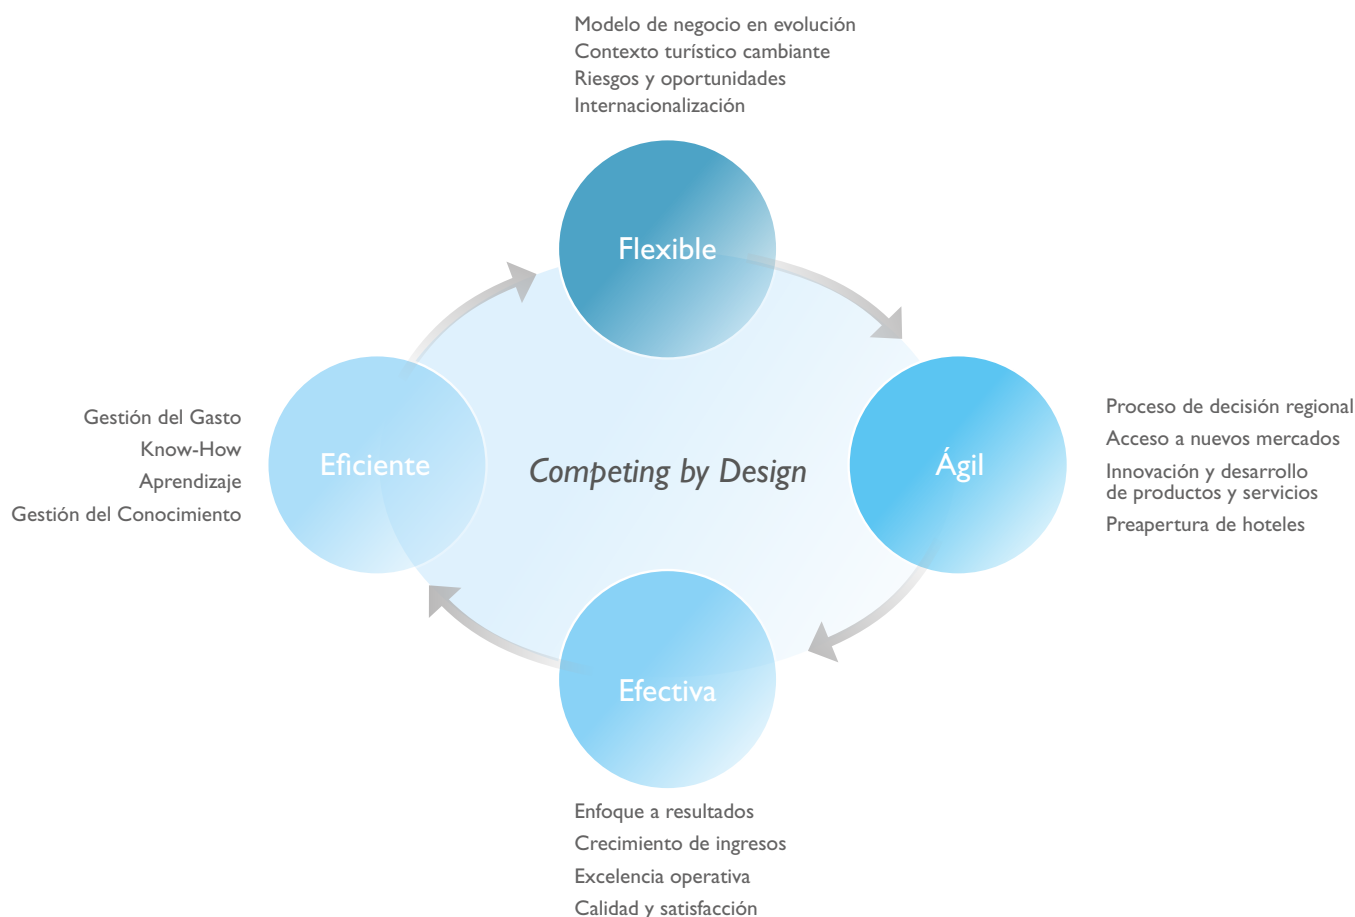 Modelo de negocio en evolución
Contexto turístico cambiante
Riesgos y oportunidades
Internacionalización
Flexible
Gestión del Gasto
Know-How
Aprendizaje
Gestión del Conocimiento
Eficiente
Competing by Design
Ágil
Proceso de decisión regional
Acceso a nuevos mercados
Innovación y desarrollo
de productos y servicios
Preapertura de hoteles
Efectiva
Enfoque a resultados
Crecimiento de ingresos
Excelencia operativa
Calidad y satisfacción